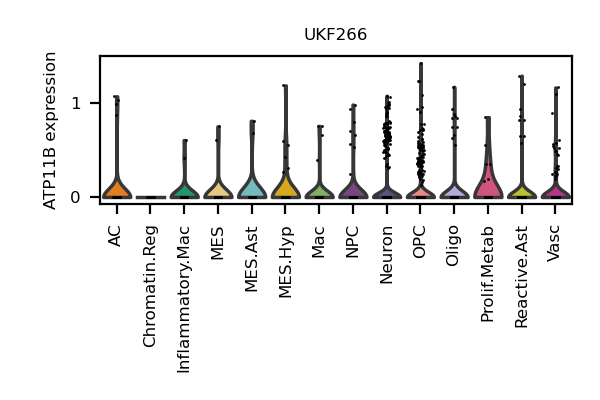 UKF266
ATP11B expression
1
0
AC
Chromatin.Reg
Inflammatory.Mac
MES
MES.Ast
MES.Hyp
Mac
NPC
Neuron
OPC
Oligo
Prolif.Metab
Reactive.Ast
Vasc